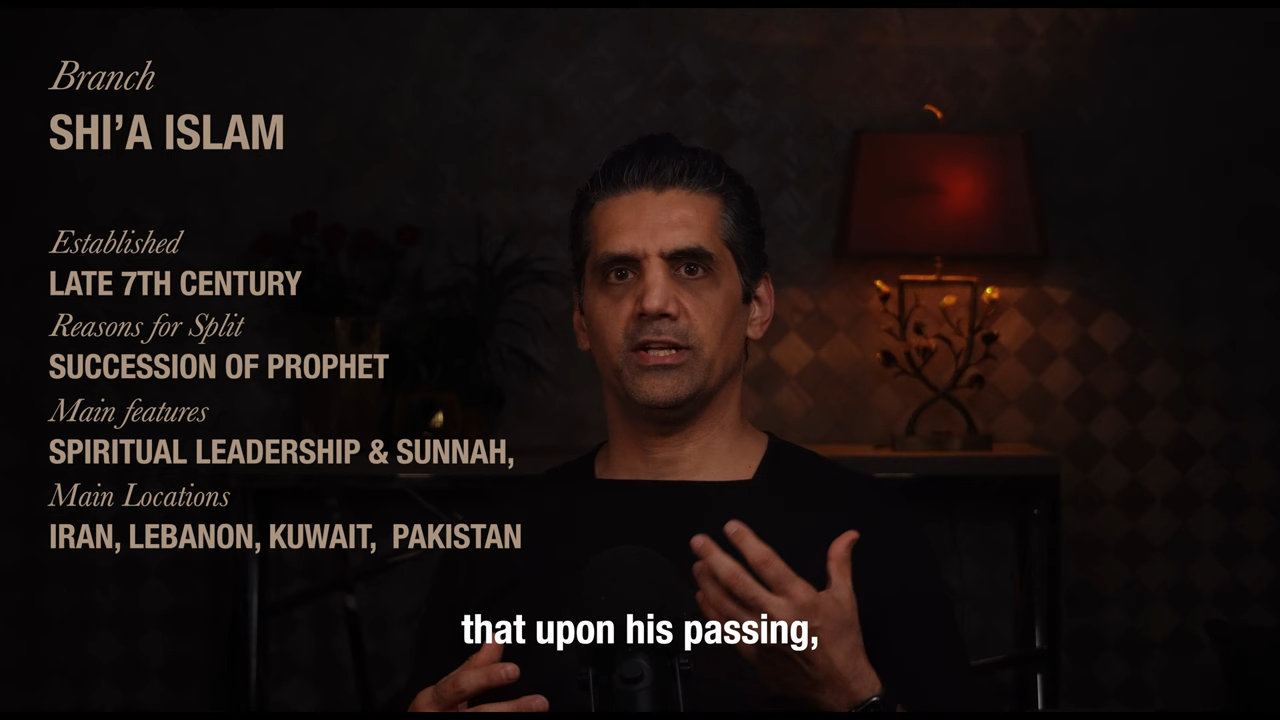 Branch
SHI’A ISLAM
Established
LATE 7TH CENTURY
Reasons for Split
SUCCESSION OF PROPHET
Main features
SPIRITUAL LEADERSHIP & SUNNAH,
Main Locations
IRAN, LEBANON, KUWAIT,  PAKISTAN
that upon his passing,